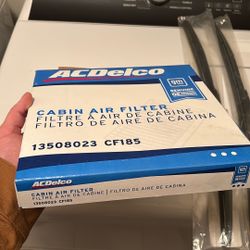 ACDelco
gm
GENUINE
CABIN AIR FILTER
FILTRE À AIR DE CABINE
FILTRO DE AIRE DE CABINA
13508023 CF185
ACDelco
CABIN AIR FILTER
FILTRE À AIR DE CABINE | FILTRO DE AIRE DE CABINA
13508023 CF185
gm